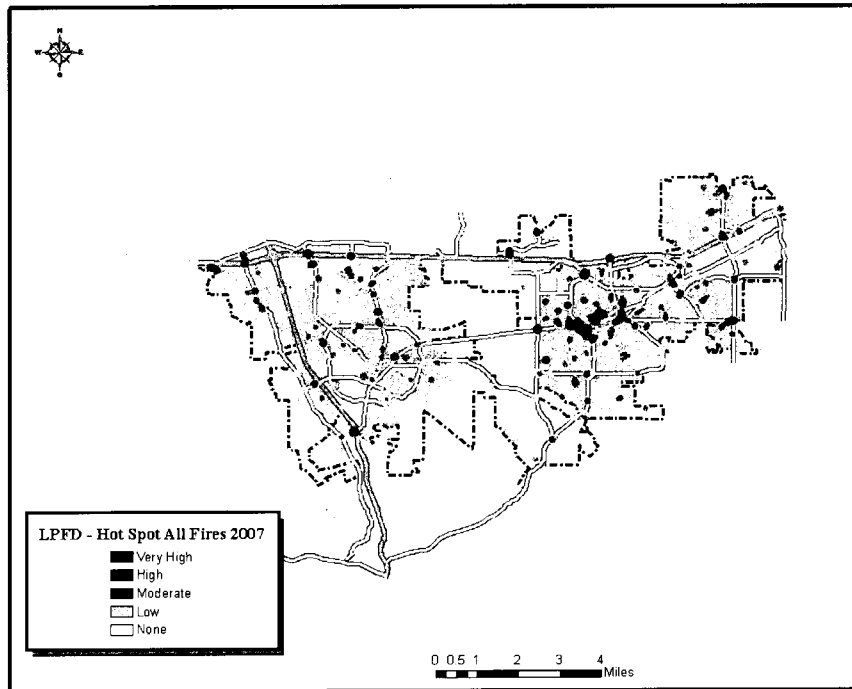 N
W E
S
LPFD - Hot Spot All Fires 2007
Very High
High
Moderate
Low
None
0 0.5 1 2 3 4
Miles